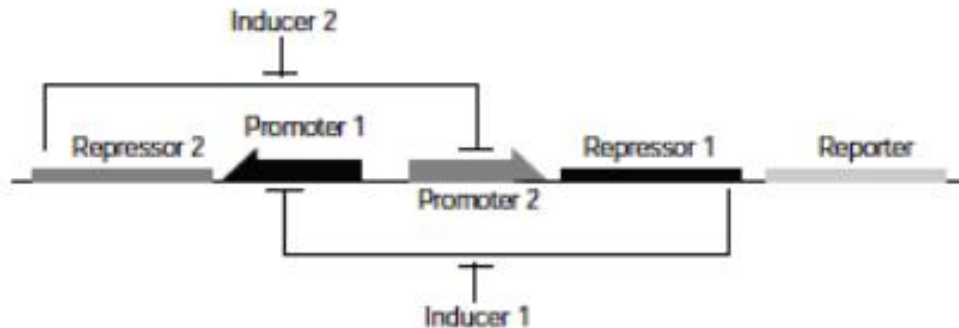 Inducer 2
Repressor 2
Promoter 1
Repressor 1
Reporter
Promoter 2
Inducer 1